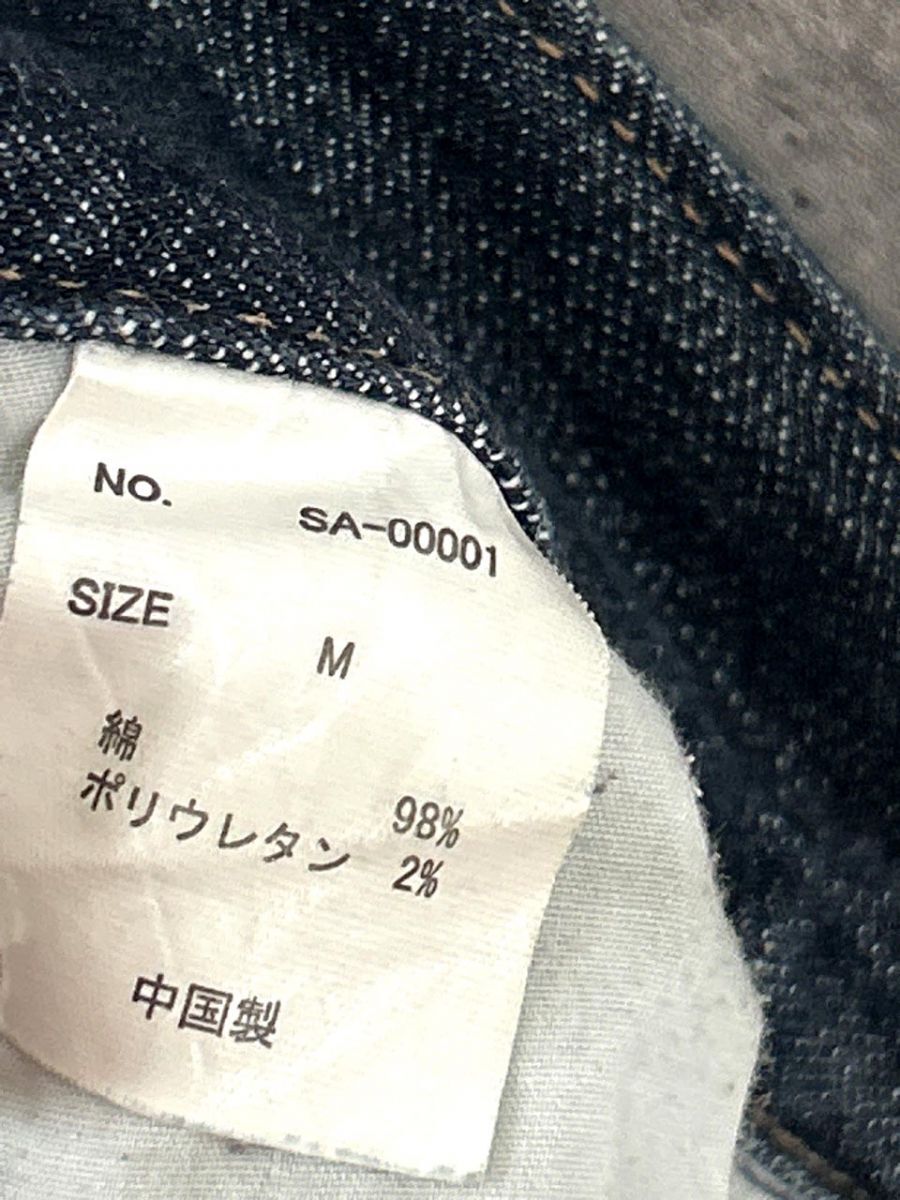 NO. SA-00001
SIZE M
綿 98%
ポリウレタン 2%
中国製